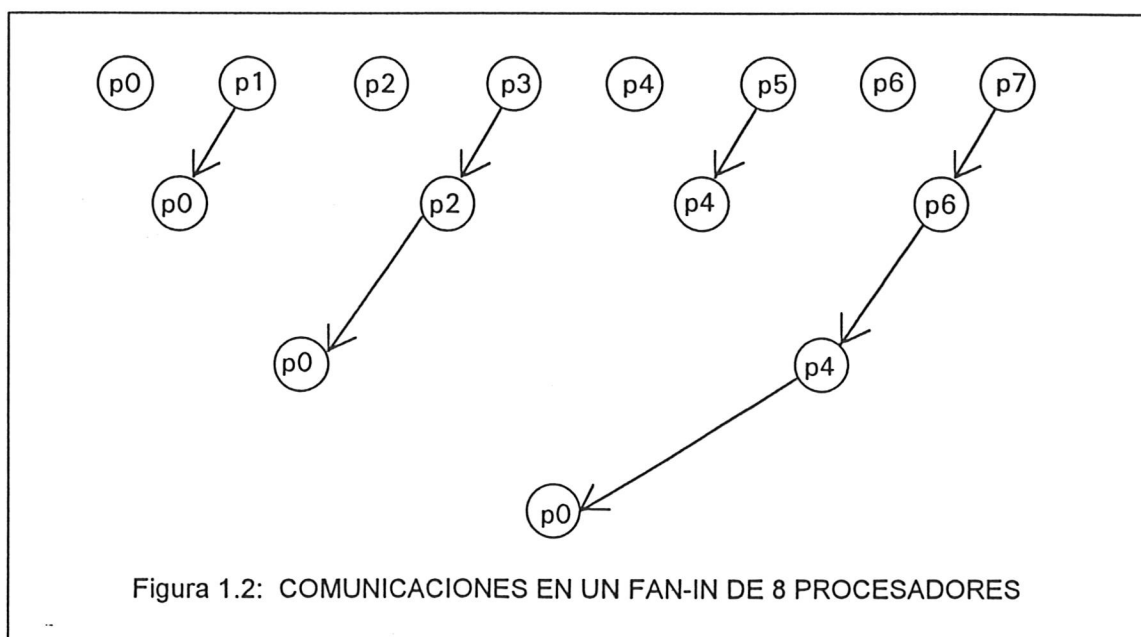 p0 p1 p2 p3 p4 p5 p6 p7
p0 p2 p4 p6
p0 p4
p0
Figura 1.2: COMUNICACIONES EN UN FAN-IN DE 8 PROCESADORES